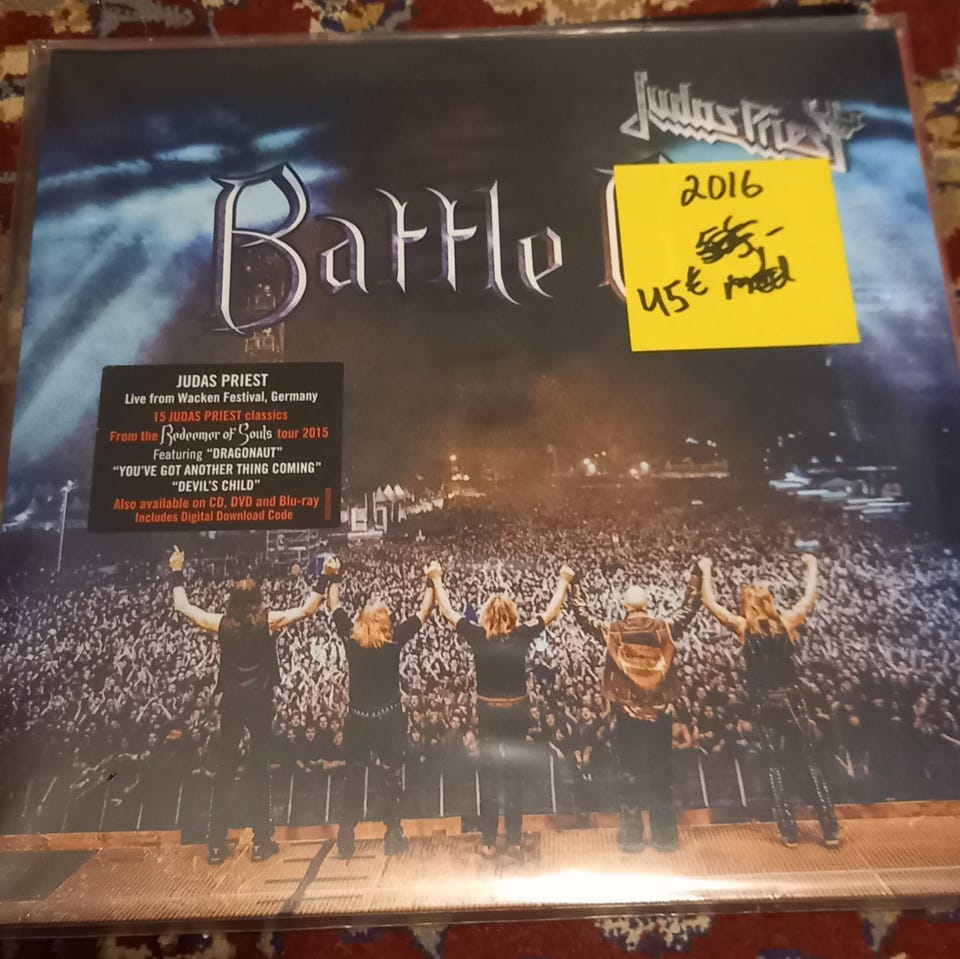 Judas Priest
Battle
2016
45€
JUDAS PRIEST
Live from Wacken Festival, Germany
15 JUDAS PRIEST classics
From the Redeemer of Souls tour 2015
Featuring "DRAGONAUT"
"YOU'VE GOT ANOTHER THING COMING"
"DEVIL'S CHILD"
Also available on CD, DVD and Blu-ray
Includes Digital Download Code